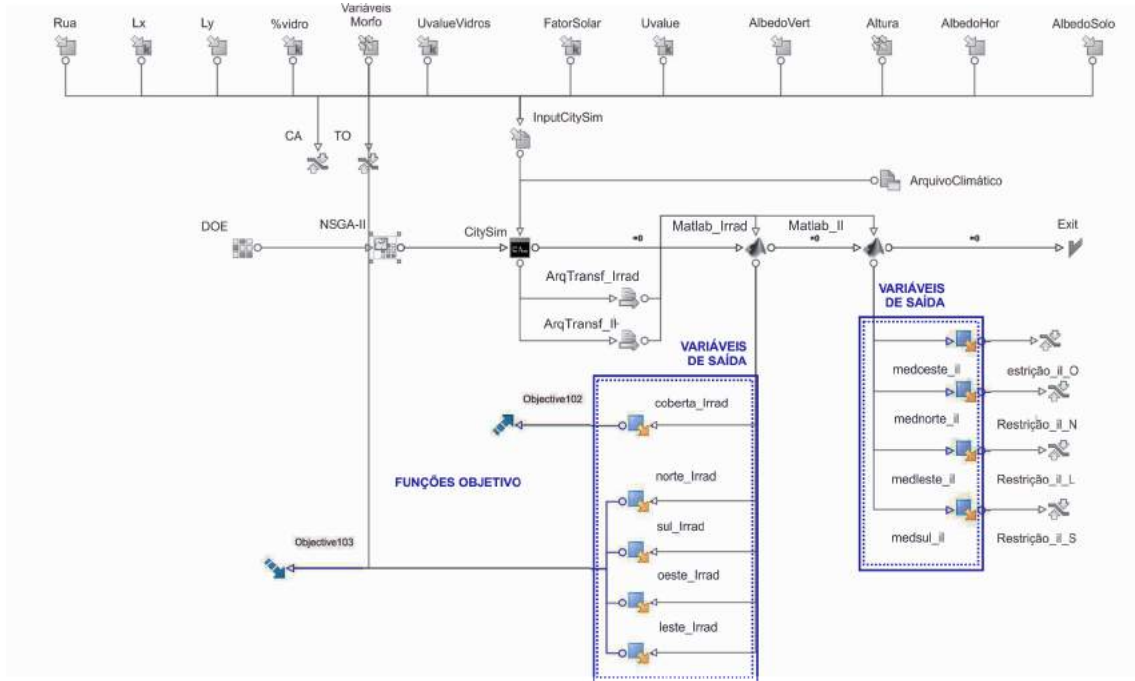 Variáveis
Morfo
Rua
Lx
Ly
%vidro
UvalueVidros
FatorSolar
Uvalue
AlbedoVert
Altura
AlbedoHor
AlbedoSolo
InputCitySim
CA
TO
ArquivoClimático
DOE
NSGA-II
CitySim
Matlab_Irrad
Matlab_Il
Exit
ArqTransf_Irrad
ArqTransf_Il
VARIÁVEIS
DE SAÍDA
VARIÁVEIS
DE SAÍDA
medoeste_il
estrição_il_O
mednorte_il
Restrição_il_N
medleste_il
Restrição_il_L
medsul_il
Restrição_il_S
Objective102
coberta_Irrad
FUNÇÕES OBJETIVO
norte_Irrad
sul_Irrad
Objective103
oeste_Irrad
leste_Irrad